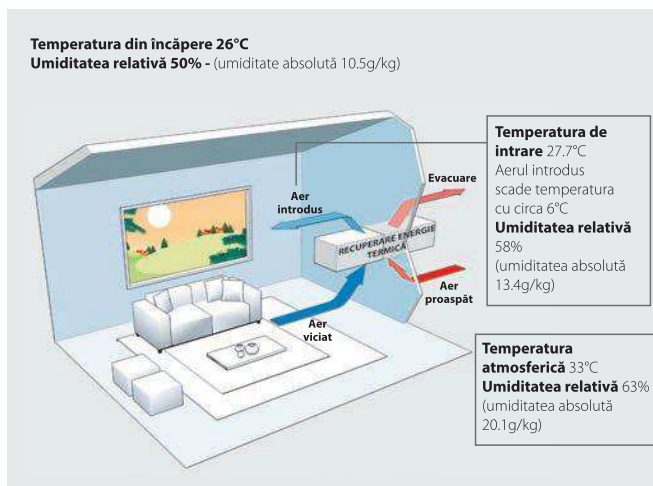 Temperatura din încăpere 26°C
Umiditatea relativă 50% - (umiditate absolută 10.5g/kg)
Temperatura de
intrare 27.7°C
Aerul introdus
scade temperatura
cu circa 6°C
Umiditatea relativă
58%
(umiditatea absolută
13.4g/kg)
Evacuare
Aer
introdus
RECUPERARE ENERGIE
TERMICĂ
Aer
proaspăt
Aer
viciat
Temperatura
atmosferică 33°C
Umiditatea relativă 63%
(umiditatea absolută
20.1g/kg)